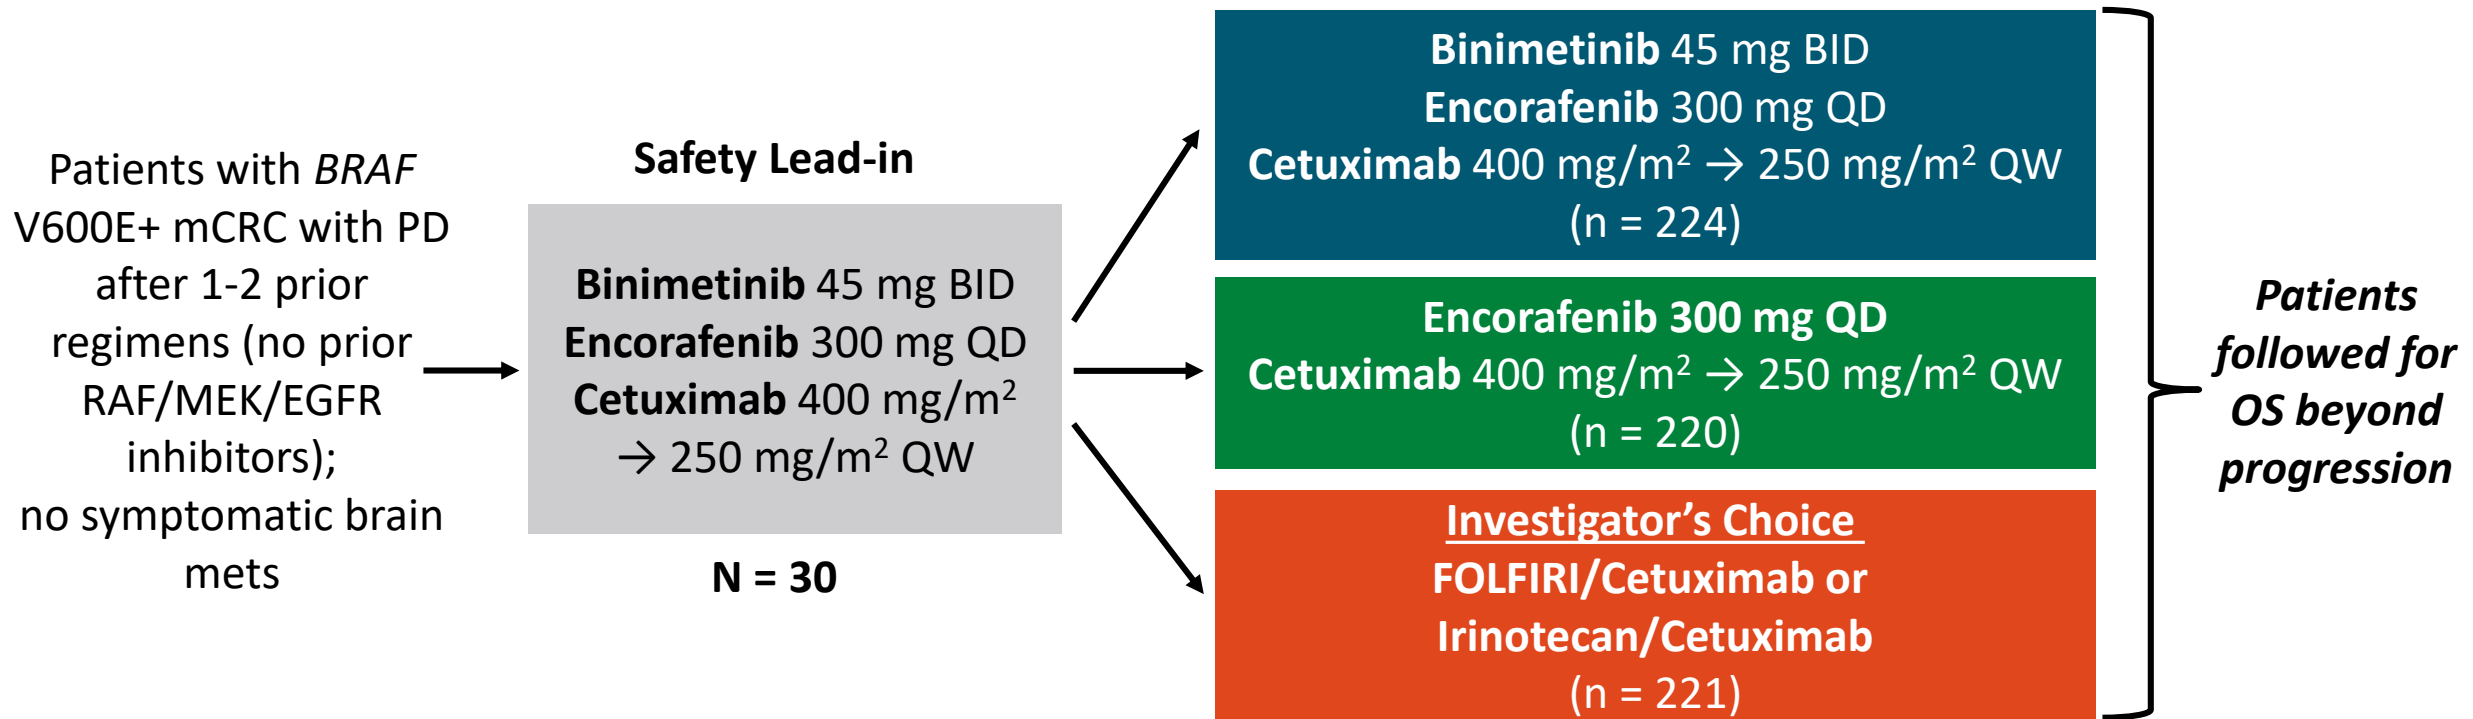 Patients with BRAF
V600E+ mCRC with PD
after 1-2 prior
regimens (no prior
RAF/MEK/EGFR
inhibitors);
no symptomatic brain
mets
Safety Lead-in
Binimetinib 45 mg BID
Encorafenib 300 mg QD
Cetuximab 400 mg/m²
→ 250 mg/m² QW
N = 30
Binimetinib 45 mg BID
Encorafenib 300 mg QD
Cetuximab 400 mg/m² → 250 mg/m² QW
(n = 224)
Encorafenib 300 mg QD
Cetuximab 400 mg/m² → 250 mg/m² QW
(n = 220)
Investigator’s Choice
FOLFIRI/Cetuximab or
Irinotecan/Cetuximab
(n = 221)
Patients
followed for
OS beyond
progression